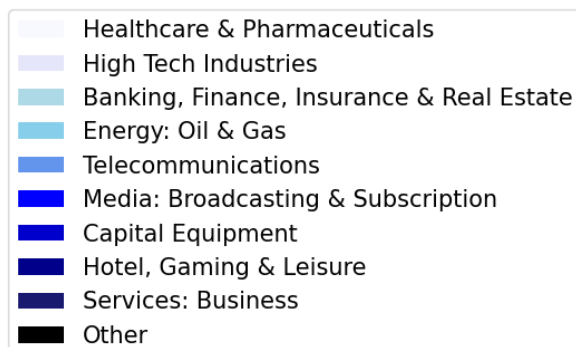 Healthcare & Pharmaceuticals
High Tech Industries
Banking, Finance, Insurance & Real Estate
Energy: Oil & Gas
Telecommunications
Media: Broadcasting & Subscription
Capital Equipment
Hotel, Gaming & Leisure
Services: Business
Other